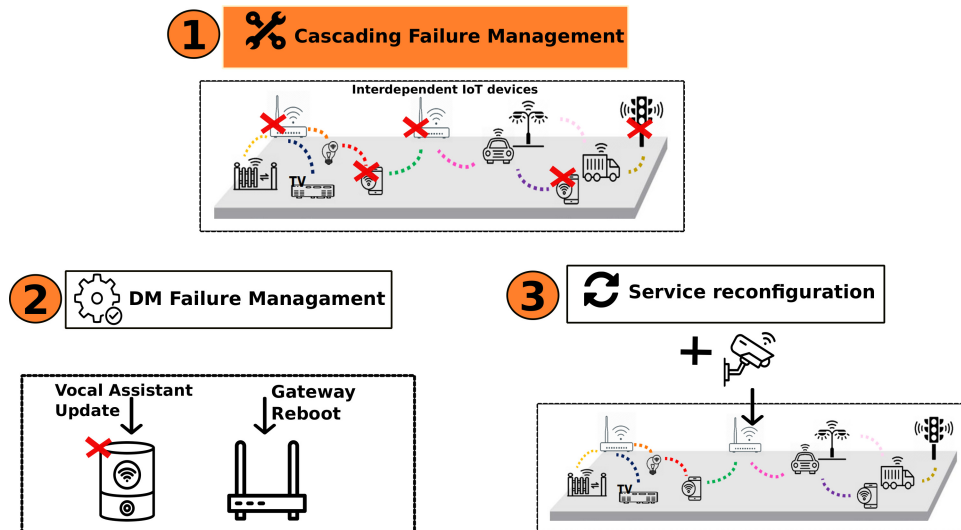 1
Cascading Failure Management
Interdependent IoT devices
TV
2
DM Failure Managament
Vocal Assistant
Update
Gateway
Reboot
3
Service reconfiguration
+
TV